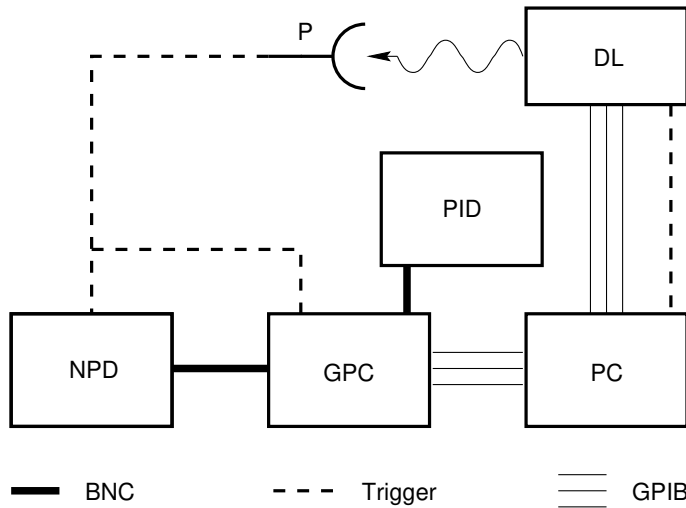 P
DL
PID
NPD
GPC
PC
BNC
Trigger
GPIB